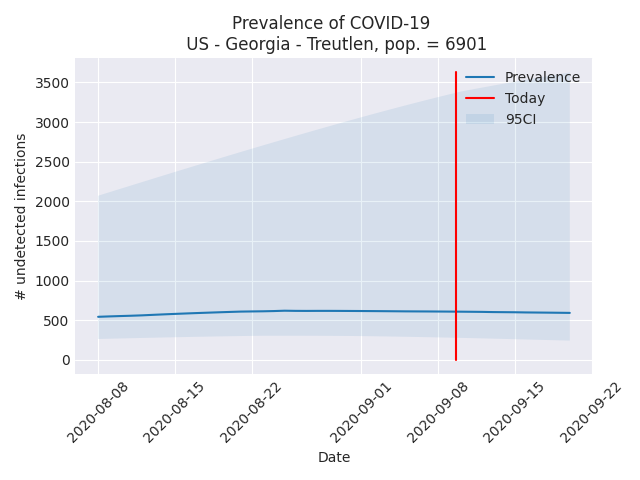 Prevalence of COVID-19
US - Georgia - Treutlen, pop. = 6901
3500
3000
2500
2000
1500
1000
500
0
# undetected infections
Prevalence
Today
95CI
2020-08-08
2020-08-15
2020-08-22
2020-09-01
2020-09-08
2020-09-15
2020-09-22
Date